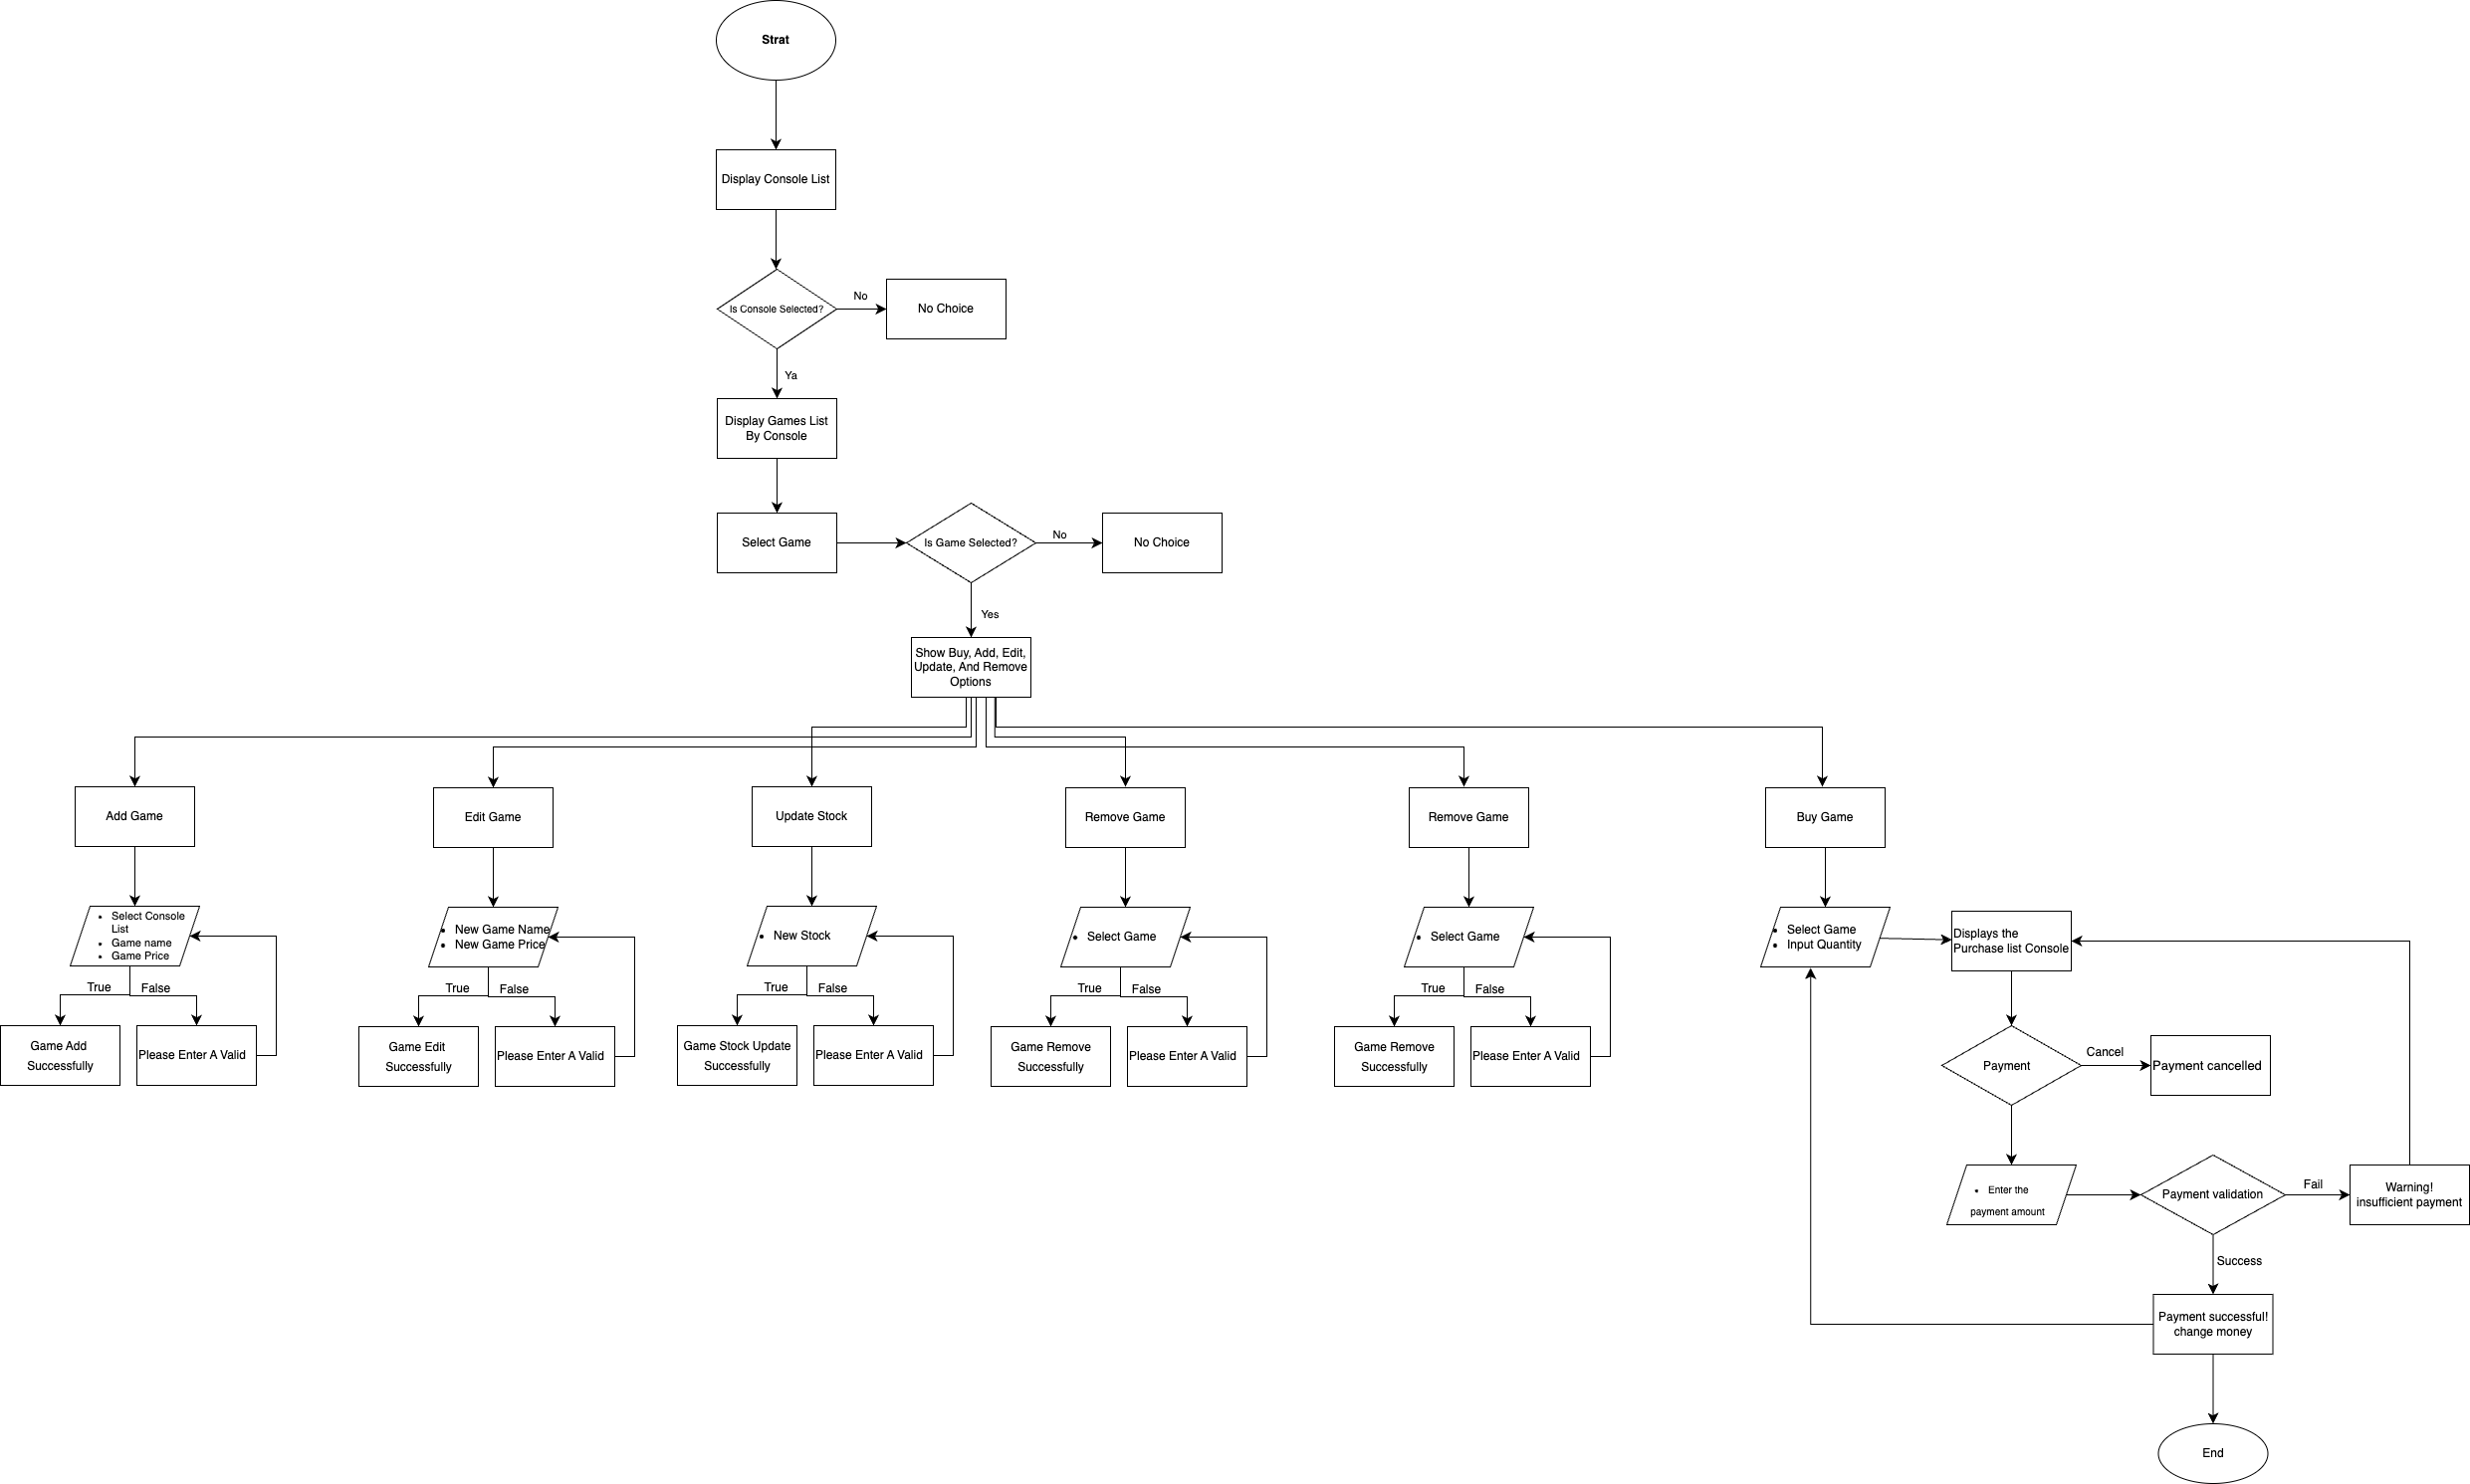 Strat
Display Console List
Is Console Selected?
No
No Choice
Ya
Display Games List
By Console
Select Game
Is Game Selected?
No
No Choice
Yes
Show Buy, Add, Edit,
Update, And Remove
Options
Add Game
Edit Game
Update Stock
Remove Game
Remove Game
Buy Game
• Select Console
List
• Game name
• Game Price
True
False
Game Add
Successfully
Please Enter A Valid
• New Game Name
• New Game Price
True
False
Game Edit
Successfully
Please Enter A Valid
• New Stock
True
False
Game Stock Update
Successfully
Please Enter A Valid
• Select Game
True
False
Game Remove
Successfully
Please Enter A Valid
• Select Game
True
False
Game Remove
Successfully
Please Enter A Valid
• Select Game
• Input Quantity
Displays the
Purchase list Console
Payment
Cancel
Payment cancelled
• Enter the
payment amount
Payment validation
Fail
Warning!
insufficient payment
Success
Payment successful!
change money
End